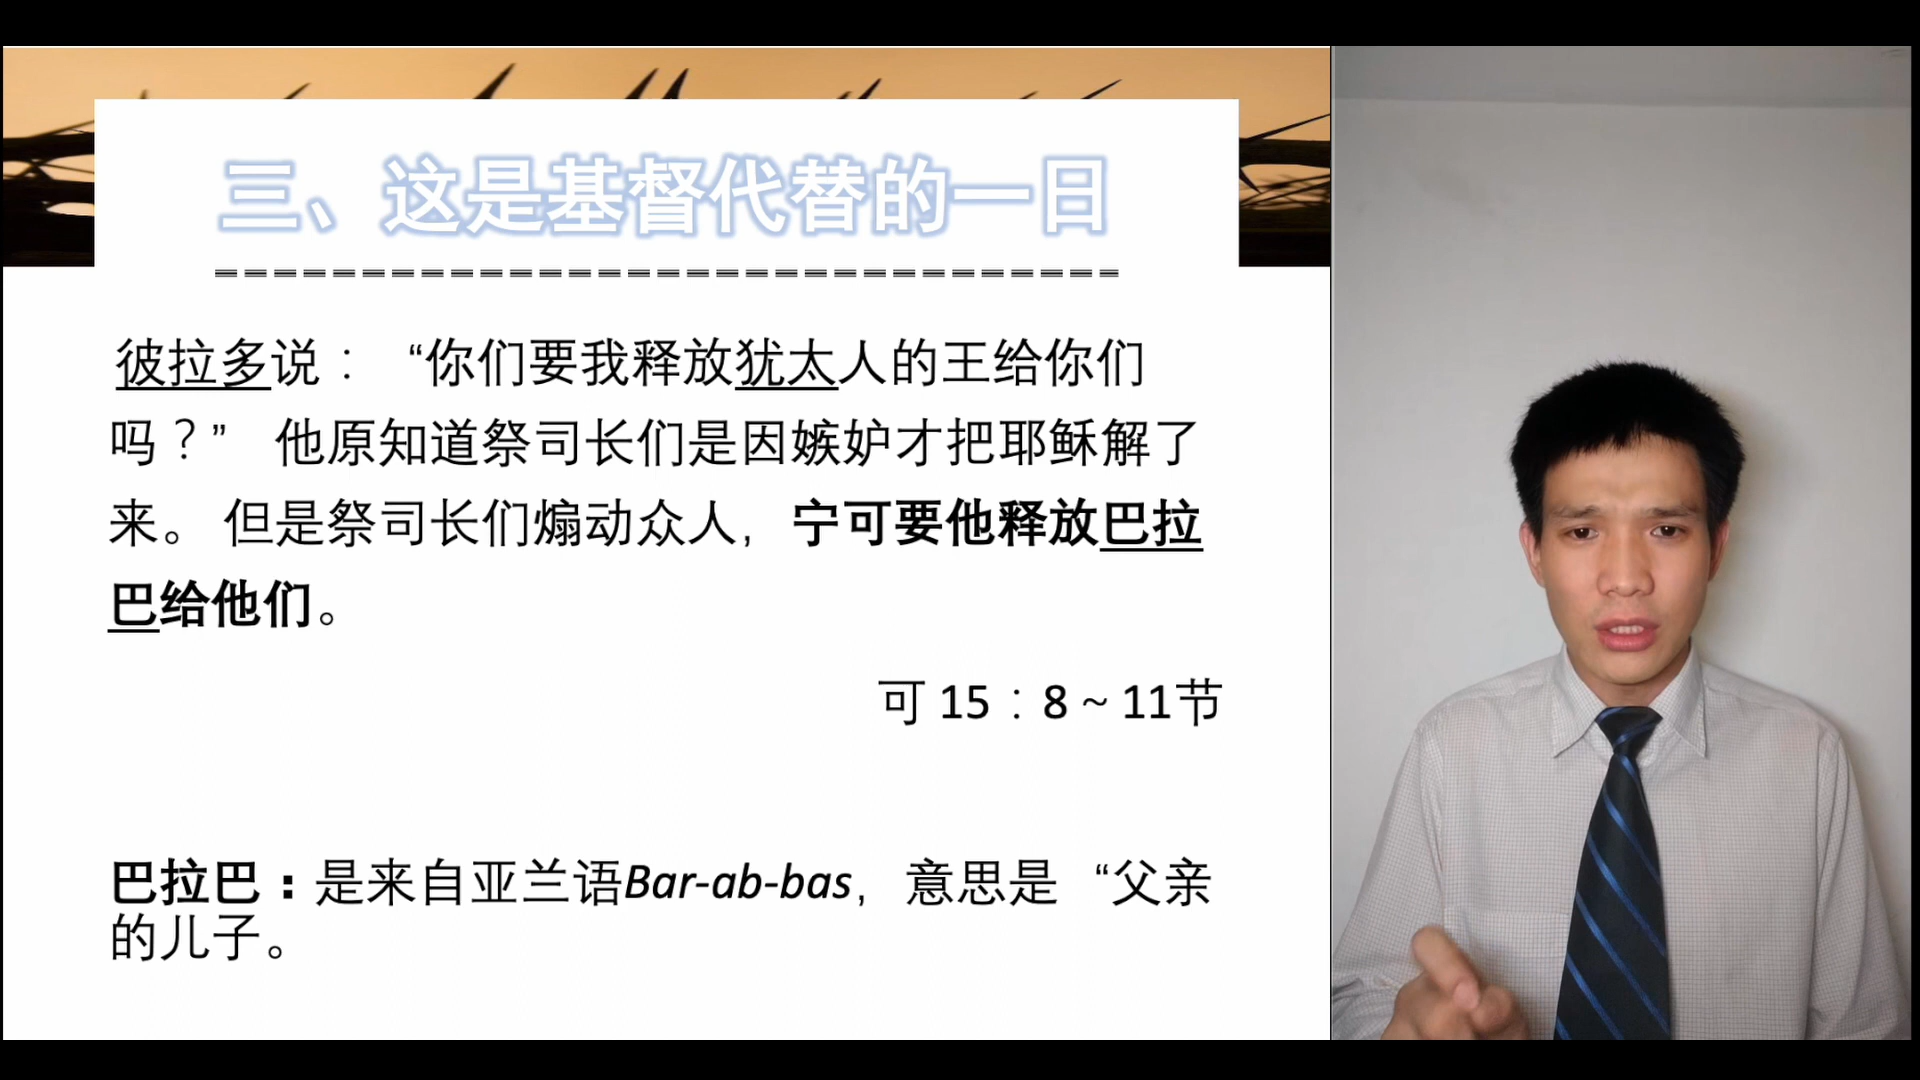 三、这是基督代替的一日
彼拉多说： “你们要我释放犹太人的王给你们
吗？” 他原知道祭司长们是因嫉妒才把耶稣解了
来。 但是祭司长们煽动众人，宁可要他释放巴拉
巴给他们。
可 15：8 ~ 11节
巴拉巴：是来自亚兰语Bar-ab-bas， 意思是 “父亲
的儿子。